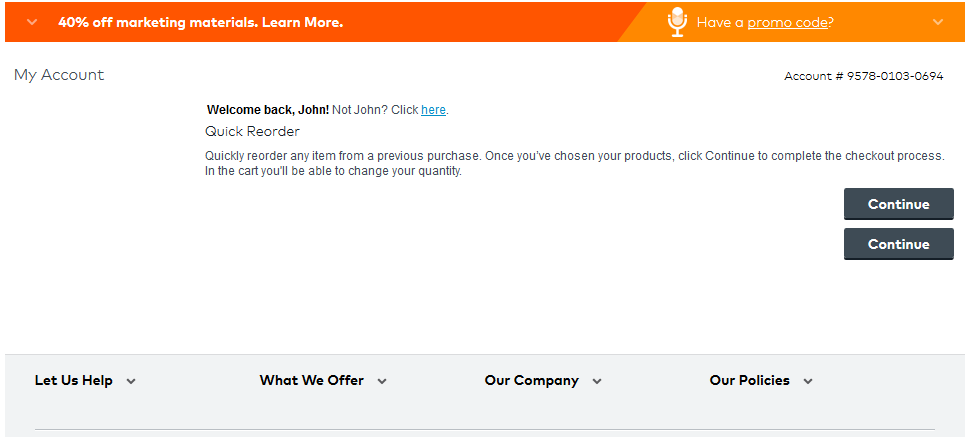 40% off marketing materials. Learn More.
Have a promo code?
My Account
Account # 9578-0103-0694
Welcome back, John! Not John? Click here.
Quick Reorder
Quickly reorder any item from a previous purchase. Once you've chosen your products, click Continue to complete the checkout process.
In the cart you'll be able to change your quantity.
Continue
Continue
Let Us Help
What We Offer
Our Company
Our Policies